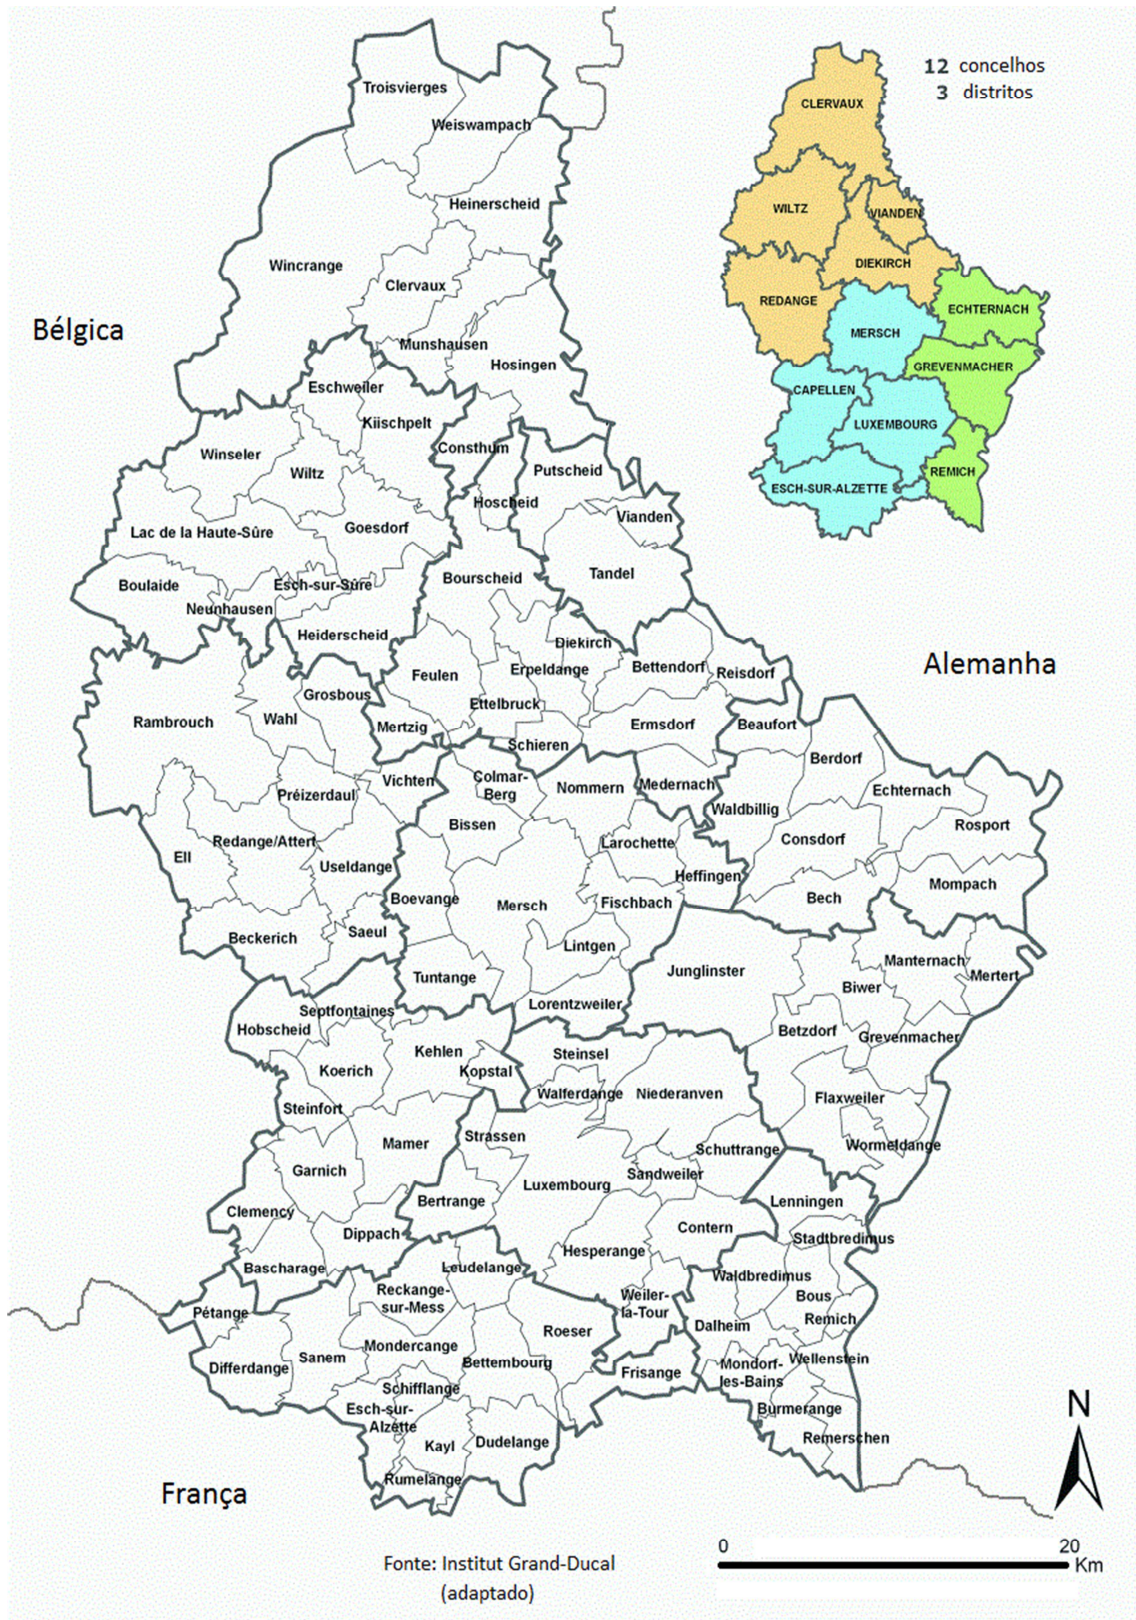 12 concelhos
3 distritos
CLERVAUX
WILTZ
VIANDEN
DIEKIRCH
REDANGE
ECHTERNACH
MERSCH
GREVENMACHER
CAPELLEN
LUXEMBOURG
REMICH
ESCH-SUR-ALZETTE
Troisvierges
Weiswampach
Heinerscheid
Wincrange
Clervaux
Bélgica
Munshausen
Hosingen
Eschweiler
Kiischpelt
Consthum
Winseler
Wiltz
Putscheid
Hoscheid
Vianden
Lac de la Haute-Sûre
Goesdorf
Tandel
Bourscheid
Boulaide
Esch-sur-Sûre
Neunhausen
Heiderscheid
Diekirch
Bettendorf
Reisdorf
Alemanha
Erpeldange
Feulen
Grosbous
Ettelbruck
Rambrouch
Wahl
Mertzig
Ermsdorf
Beaufort
Schieren
Berdorf
Vichten
Colmar-
Berg
Nommern
Medernach
Echternach
Préizerdaul
Waldbillig
Bissen
Rosport
Redange/Attert
Larochette
Consdorf
Ell
Useldange
Heffingen
Mompach
Boevange
Mersch
Fischbach
Bech
Beckerich
Saeul
Lintgen
Manternach
Tuntange
Junglinster
Mertert
Biwer
Lorentzweiler
Septfontaines
Hobscheid
Betzdorf
Grevenmacher
Kehlen
Steinsel
Koerich
Kopstal
Walferdange
Niederanven
Flaxweiler
Steinfort
Mamer
Strassen
Wormeldange
Schuttrange
Garnich
Sandweiler
Luxembourg
Bertrange
Lenningen
Clemency
Dippach
Contern
Stadtbredimus
Hesperange
Bascharage
Leudelange
Waldbredimus
Reckange-
sur-Mess
Weiler-
la-Tour
Bous
Pétange
Remich
Dalheim
Roeser
Mondercange
Sanem
Bettembourg
Wellenstein
Differdange
Frisange
Mondorf-
les-Bains
Schifflange
Esch-sur-
Alzette
Burmerange
Kayl
Dudelange
Remerschen
Rumelange
França
N
0 20
Km
Fonte: Institut Grand-Ducal
(adaptado)